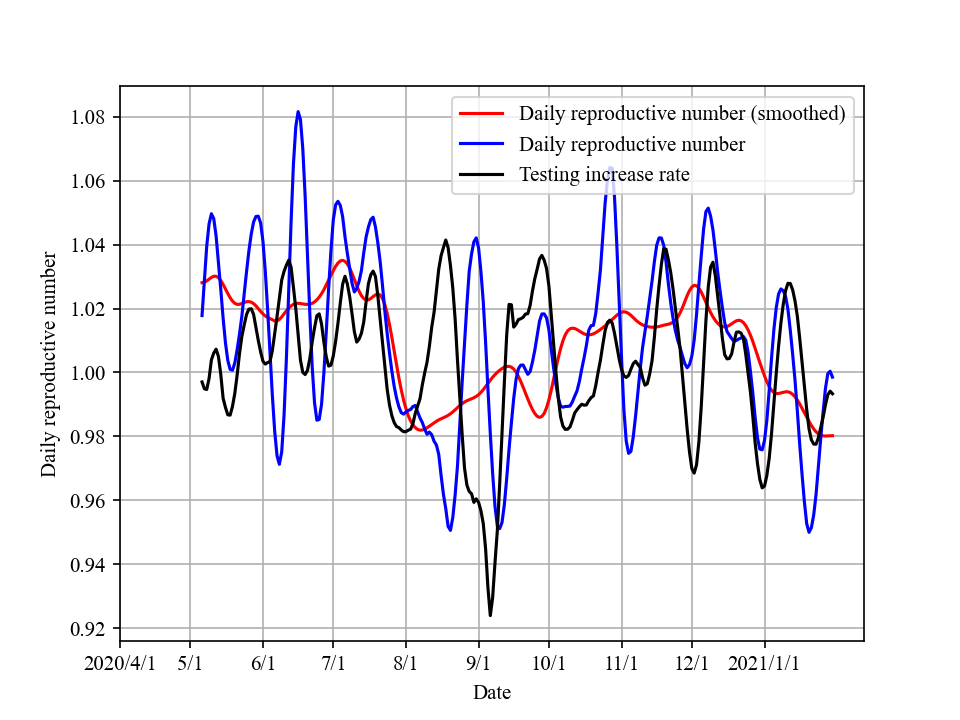 Daily reproductive number (smoothed)
Daily reproductive number
Testing increase rate
Daily reproductive number
1.08
1.06
1.04
1.02
1.00
0.98
0.96
0.94
0.92
2020/4/1 5/1 6/1 7/1 8/1 9/1 10/1 11/1 12/1 2021/1/1
Date